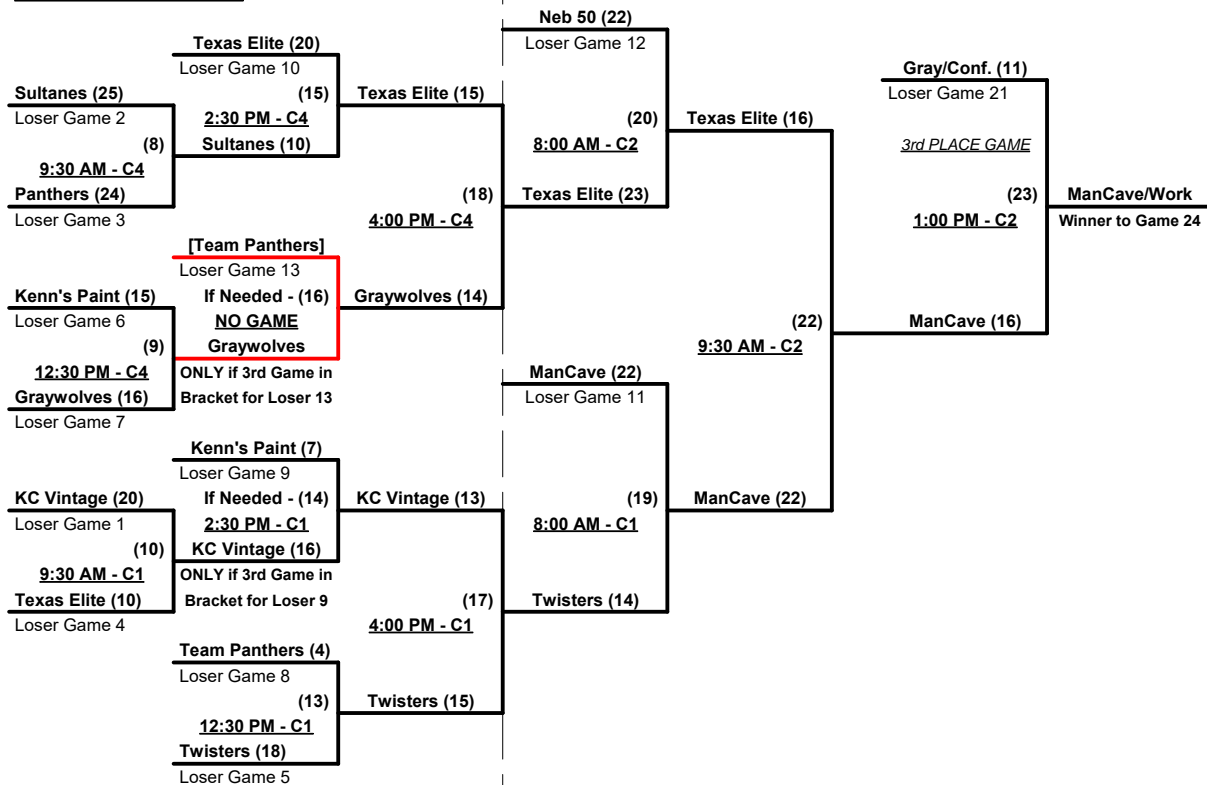 Neb 50 (22)
Loser Game 12
Texas Elite (20)
Loser Game 10
(15)
2:30 PM - C4
Sultanes (10)
Sultanes (25)
Loser Game 2
(8)
9:30 AM - C4
Panthers (24)
Loser Game 3
Texas Elite (15)
(18)
4:00 PM - C4
Graywolves (14)
[Team Panthers]
Loser Game 13
If Needed - (16)
NO GAME
Graywolves
ONLY if 3rd Game in
Bracket for Loser 13
Kenn's Paint (15)
Loser Game 6
(9)
12:30 PM - C4
Graywolves (16)
Loser Game 7
Kenn's Paint (7)
Loser Game 9
If Needed - (14)
2:30 PM - C1
KC Vintage (16)
ONLY if 3rd Game in
Bracket for Loser 9
KC Vintage (20)
Loser Game 1
(10)
9:30 AM - C1
Texas Elite (10)
Loser Game 4
KC Vintage (13)
(17)
4:00 PM - C1
Twisters (15)
Team Panthers (4)
Loser Game 8
(13)
12:30 PM - C1
Twisters (18)
Loser Game 5
(20)
8:00 AM - C2
Texas Elite (23)
Texas Elite (16)
ManCave (22)
Loser Game 11
(19)
8:00 AM - C1
Twisters (14)
ManCave (22)
(22)
9:30 AM - C2
Gray/Conf. (11)
Loser Game 21
3rd PLACE GAME
(23)
1:00 PM - C2
ManCave (16)
ManCave/Work
Winner to Game 24